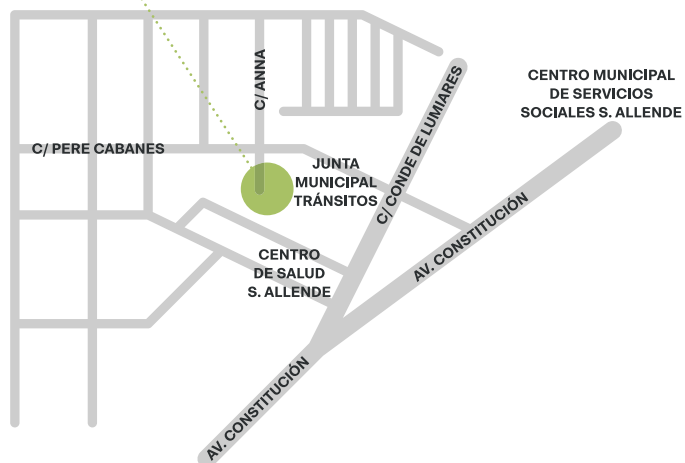 C/ ANNA
C/ CONDE DE LUMIARES
CENTRO MUNICIPAL
DE SERVICIOS
SOCIALES S. ALLENDE
C/ PERE CABANES
JUNTA
MUNICIPAL
TRÁNSITOS
AV. CONSTITUCIÓN
CENTRO
DE SALUD
S. ALLENDE
AV. CONSTITUCIÓN